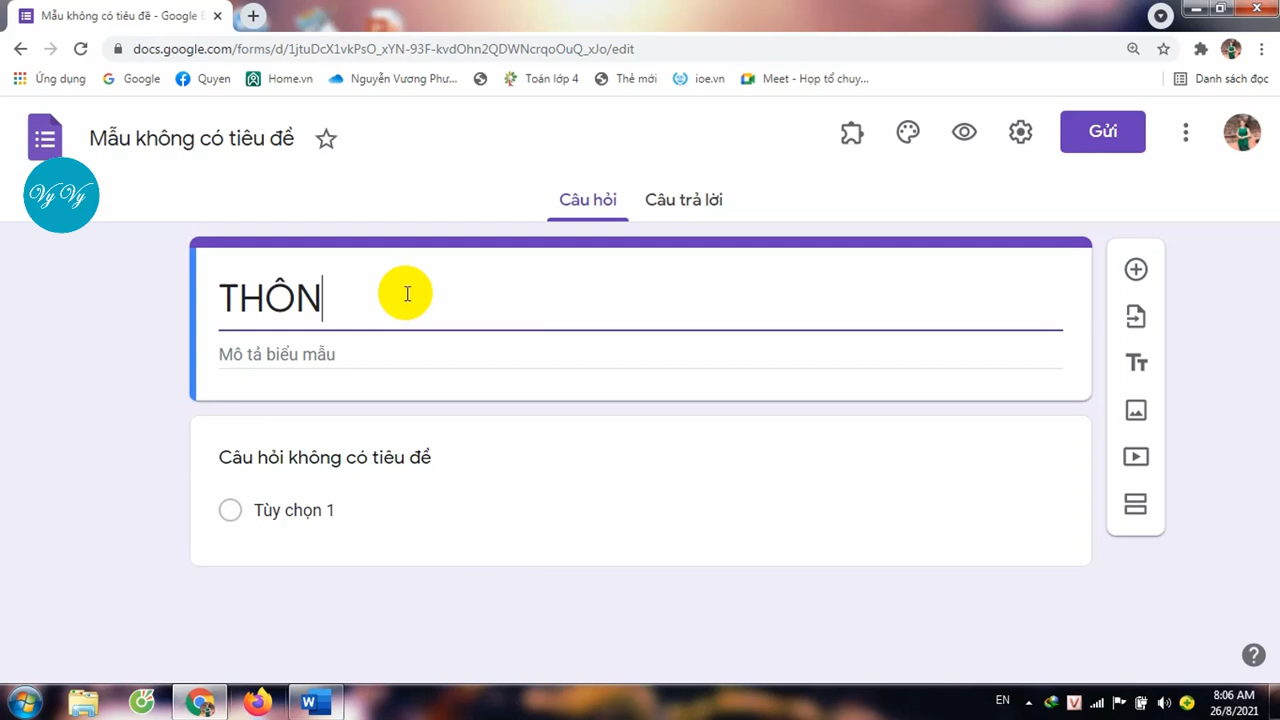 Mẫu không có tiêu đề - Google B
docs.google.com/forms/d/1jtuDcX1vkPsO_xYN-93F-kvdOhn2QDWNcrqoOuQ_xJo/edit
Ứng dụng Google Quyen Home.vn Nguyễn Vương Phư... Toán lớp 4 Thẻ mới ioe.vn Meet - Họp tổ chuy... Danh sách đọc
Mẫu không có tiêu đề
Gửi
Vy Vy
Câu hỏi Câu trả lời
THÔN
Mô tả biểu mẫu
Câu hỏi không có tiêu đề
Tùy chọn 1
EN
8:06 AM
26/8/2021